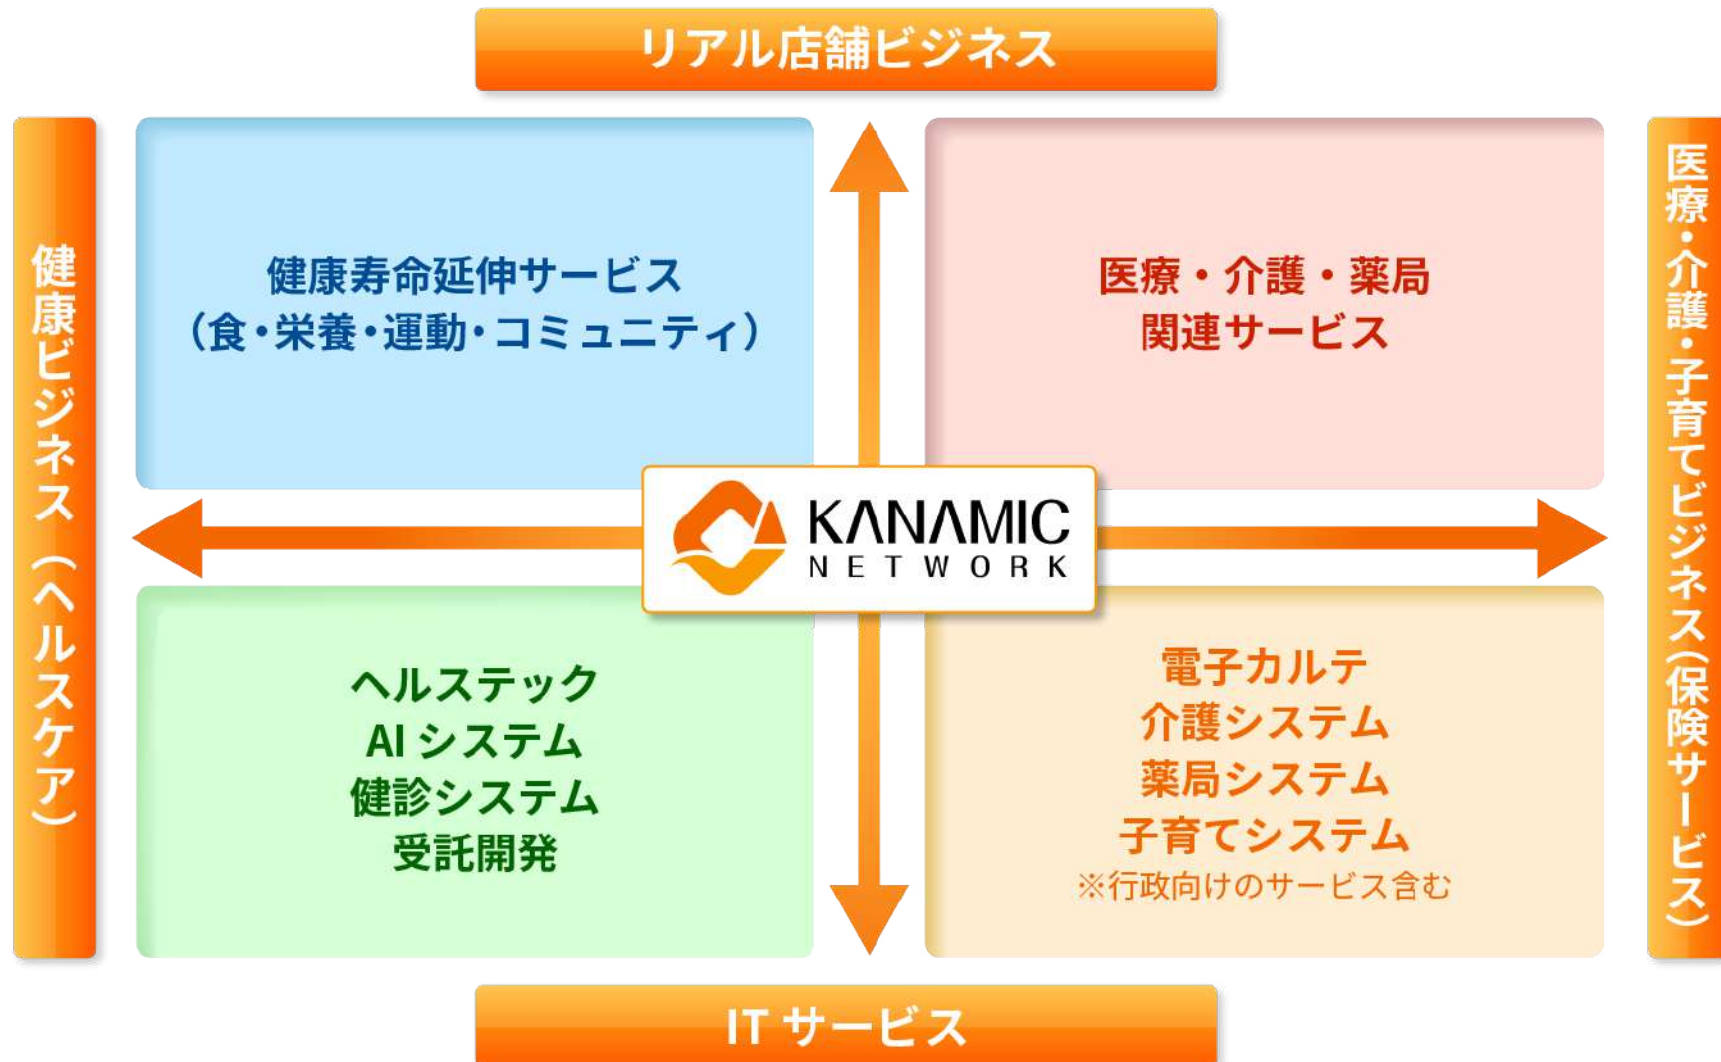 リアル店舗ビジネス
健康ビジネス（ヘルスケア）
健康寿命延伸サービス
（食・栄養・運動・コミュニティ）
医療・介護・薬局
関連サービス
医療・介護・子育てビジネス（保険サービス）
KANAMIC
NETWORK
ヘルステック
AI システム
健診システム
受託開発
電子カルテ
介護システム
薬局システム
子育てシステム
※行政向けのサービス含む
IT サービス